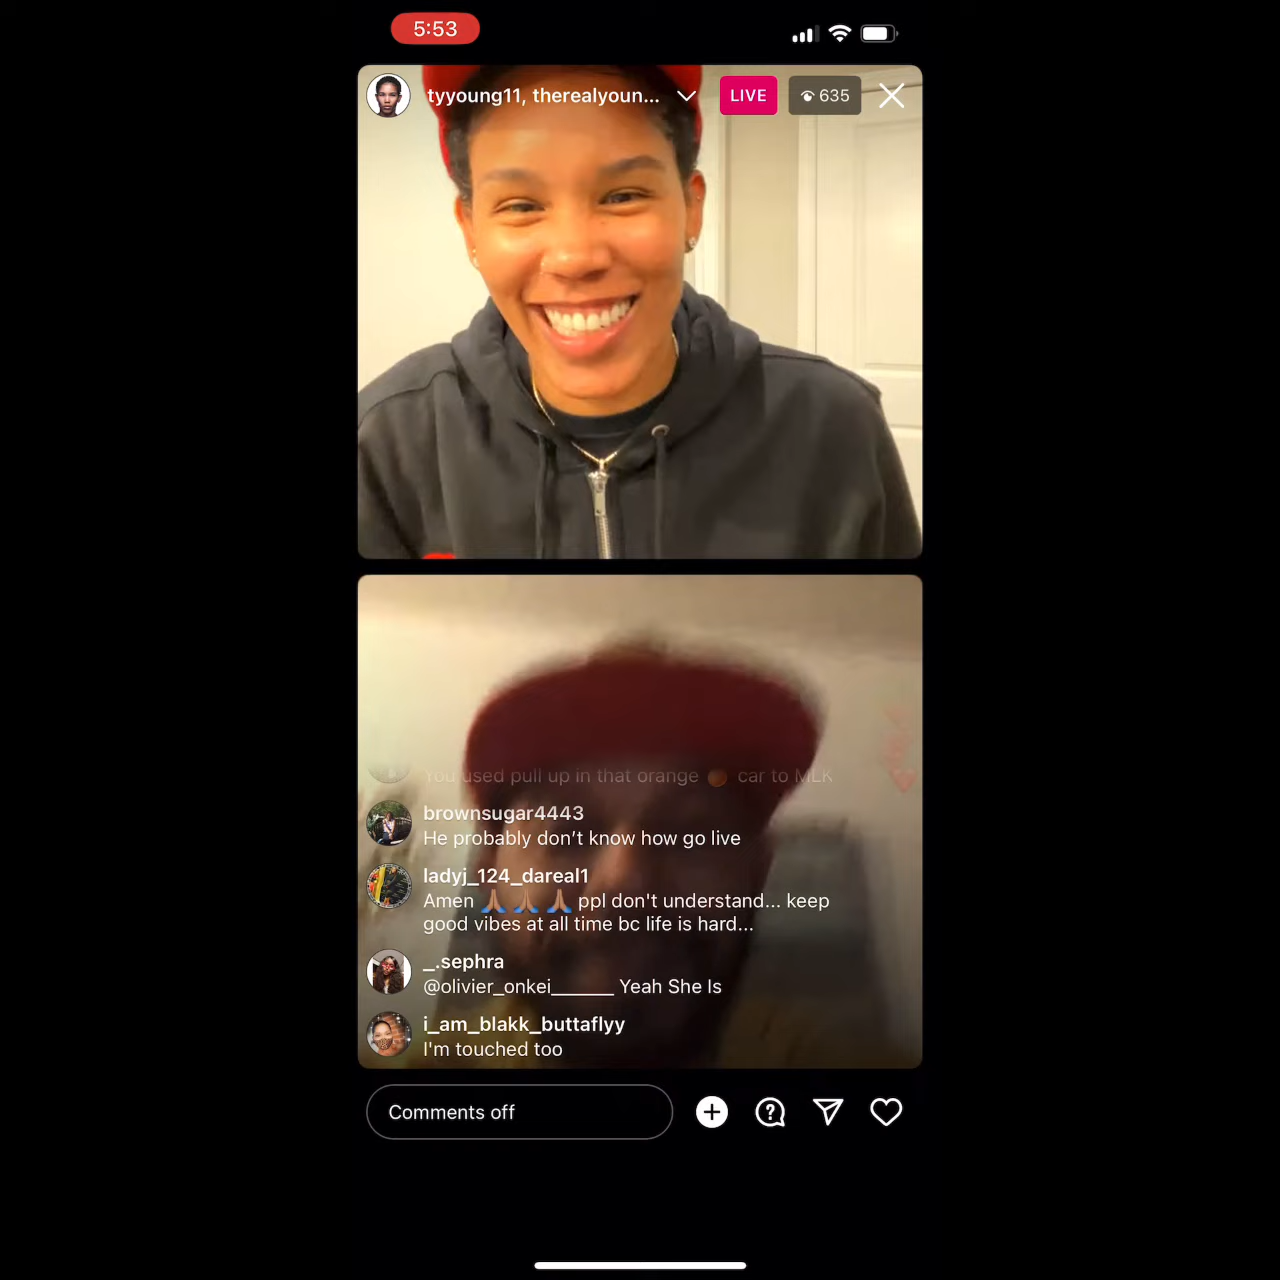 5:53
tyyoung11, therealyoun...
LIVE
635
You used pull up in that orange 🟠 car to MLK
brownsugar4443
He probably don't know how go live
ladyj_124_dareal1
Amen 🙏🏽🙏🏽🙏🏽 ppl don't understand... keep
good vibes at all time bc life is hard...
_.sephra
@olivier_onkei______ Yeah She Is
i_am_blakk_buttaflyy
I'm touched too
Comments off